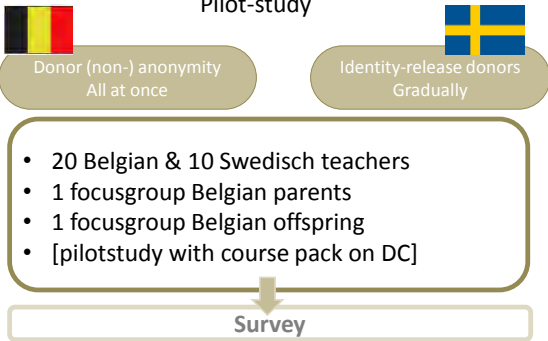 Pilot-study
Donor (non-) anonymity
All at once
Identity-release donors
Gradually
• 20 Belgian & 10 Swedisch teachers
• 1 focusgroup Belgian parents
• 1 focusgroup Belgian offspring
• [pilotstudy with course pack on DC]
Survey